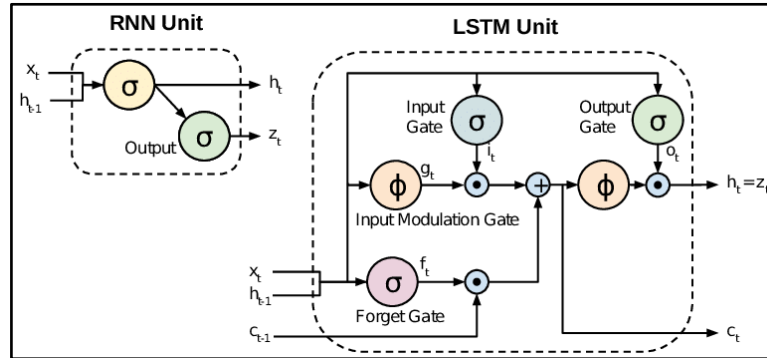 RNN Unit
x_t
h_t-1
σ
h_t
Output
σ
z_t
LSTM Unit
Input
Gate
σ
i_t
Output
Gate
σ
o_t
ϕ
g_t
Input Modulation Gate
+
ϕ
h_t = z_t
x_t
h_t-1
σ
f_t
Forget Gate
c_t-1
c_t